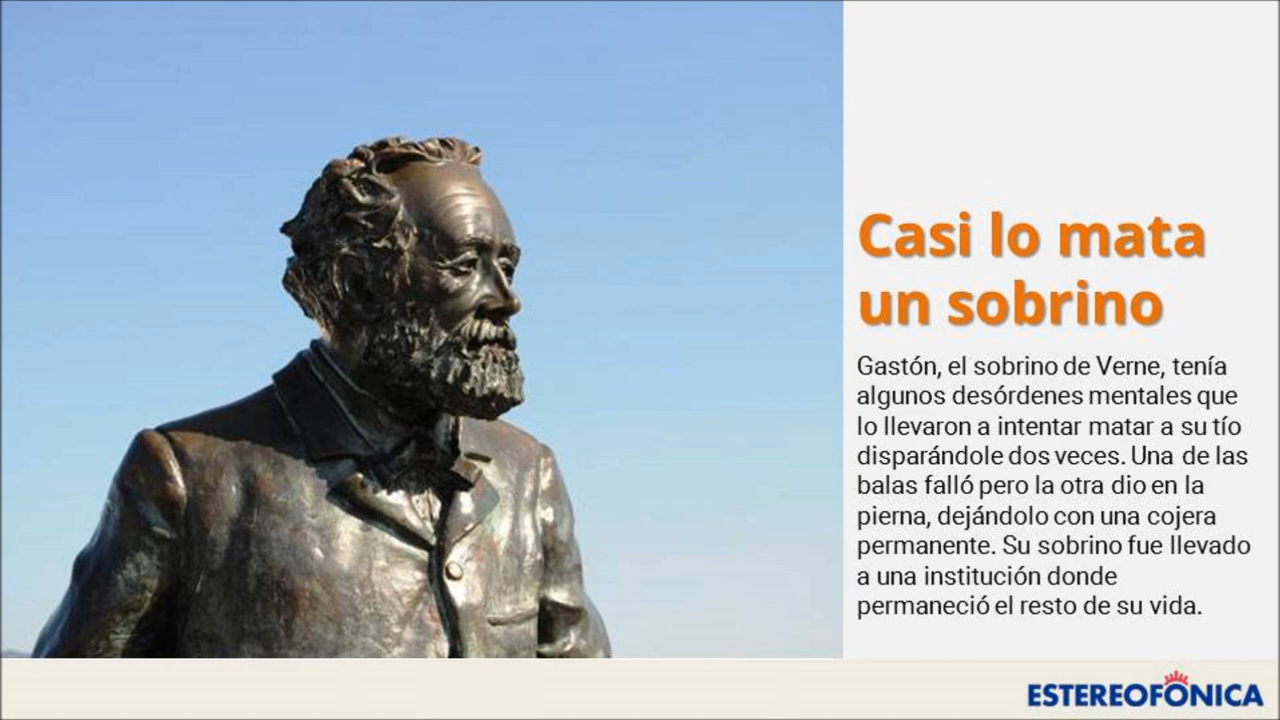 Casi lo mata
un sobrino
Gastón, el sobrino de Verne, tenía
algunos desórdenes mentales que
lo llevaron a intentar matar a su tío
disparándole dos veces. Una de las
balas falló pero la otra dio en la
pierna, dejándolo con una cojera
permanente. Su sobrino fue llevado
a una institución donde
permaneció el resto de su vida.
ESTEREOFÓNICA